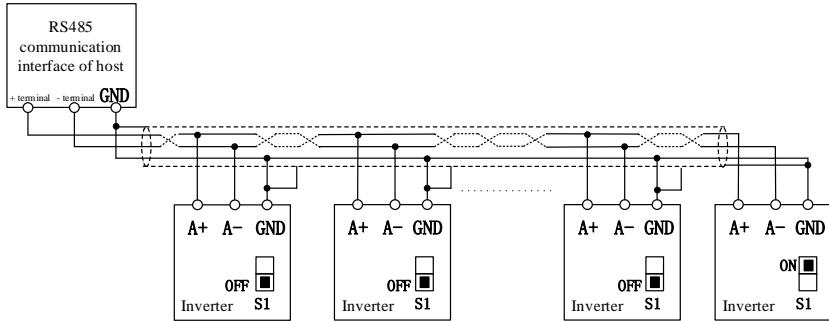 RS485
communication
interface of host
+ terminal - terminal GND
A+ A- GND A+ A- GND A+ A- GND A+ A- GND
OFF OFF OFF ON
Inverter S1 Inverter S1 Inverter S1 Inverter S1